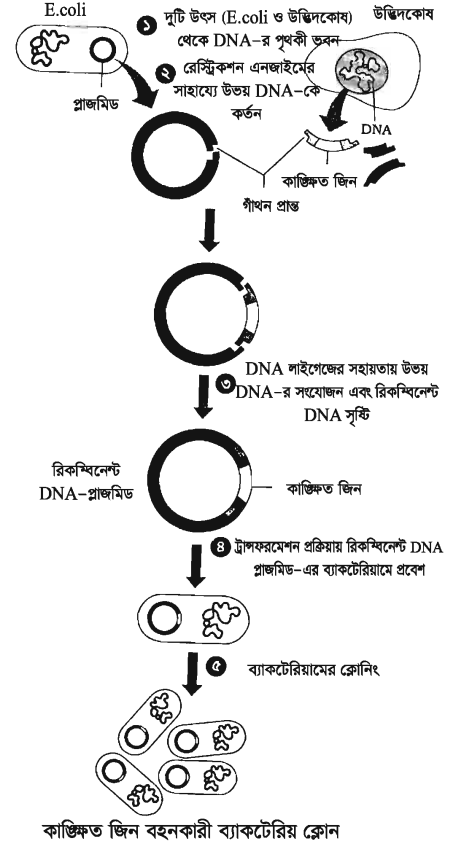 E.coli
উদ্ভিদকোষ
১ দুটি উৎস (E.coli ও উদ্ভিদকোষ)
থেকে DNA-র পৃথকী ভবন
২ রেস্ট্রিকশন এনজাইমের
সাহায্যে উভয় DNA-কে
কর্তন
প্লাজমিড
DNA
কাঙ্ক্ষিত জিন
গাঁথন প্রান্ত
৩ DNA লাইগেজের সহায়তায় উভয়
DNA-র সংযোজন এবং রিকম্বিনেন্ট
DNA সৃষ্টি
রিকম্বিনেন্ট
DNA-প্লাজমিড
কাঙ্ক্ষিত জিন
৪ ট্রান্সফরমেশন প্রক্রিয়ায় রিকম্বিনেন্ট DNA
প্লাজমিড-এর ব্যাকটেরিয়ামে প্রবেশ
৫ ব্যাকটেরিয়ামের ক্লোনিং
কাঙ্ক্ষিত জিন বহনকারী ব্যাকটেরিয় ক্লোন